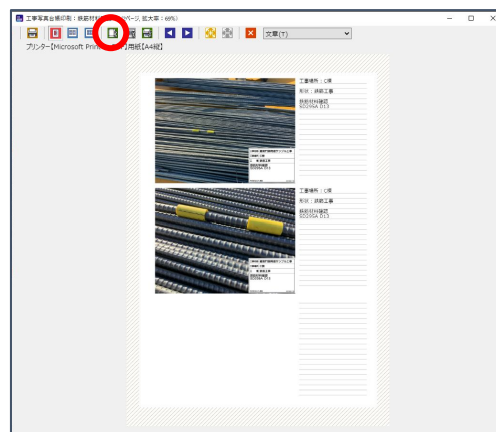 工事写真台帳印刷：鉄筋材
ページ, 拡大率：69%)
文章(T)
プリンター【Microsoft Prin
】用紙【A4縦】
工事場所：C棟
形状：鉄筋工事
鉄筋材料確認
SD295A D13
工事場所：C棟
形状：鉄筋工事
鉄筋材料確認
SD295A D13